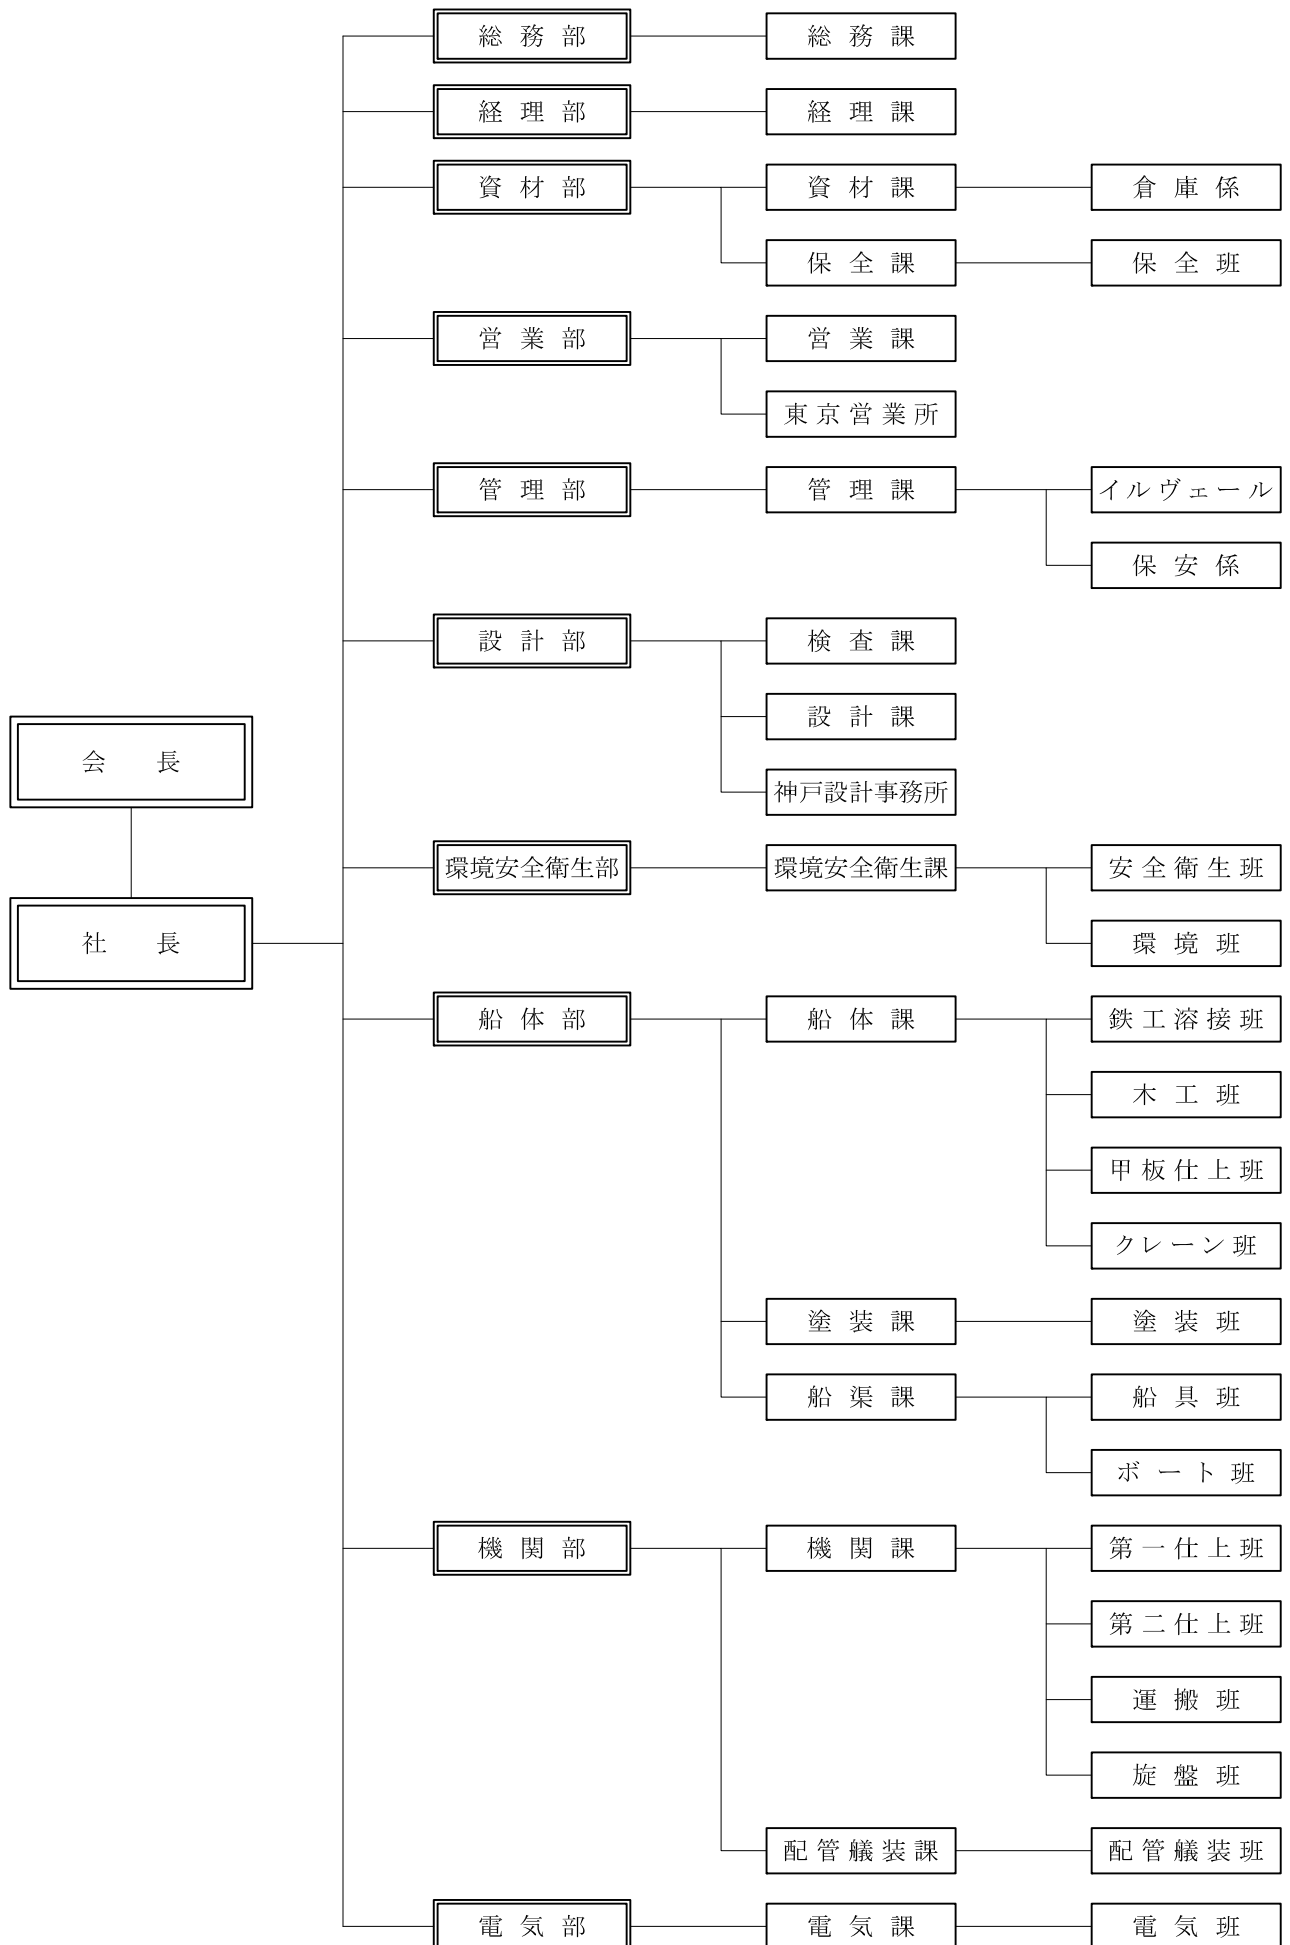 総務部
総務課
経理部
経理課
資材部
資材課
倉庫係
保全課
保全班
営業部
営業課
東京営業所
管理部
管理課
イルヴェール
保安係
設計部
検査課
設計課
会長
神戸設計事務所
環境安全衛生部
環境安全衛生課
安全衛生班
社長
環境班
船体部
船体課
鉄工溶接班
木工班
甲板仕上班
クレーン班
塗装課
塗装班
船渠課
船具班
ボート班
機関部
機関課
第一仕上班
第二仕上班
運搬班
旋盤班
配管艤装課
配管艤装班
電気部
電気課
電気班